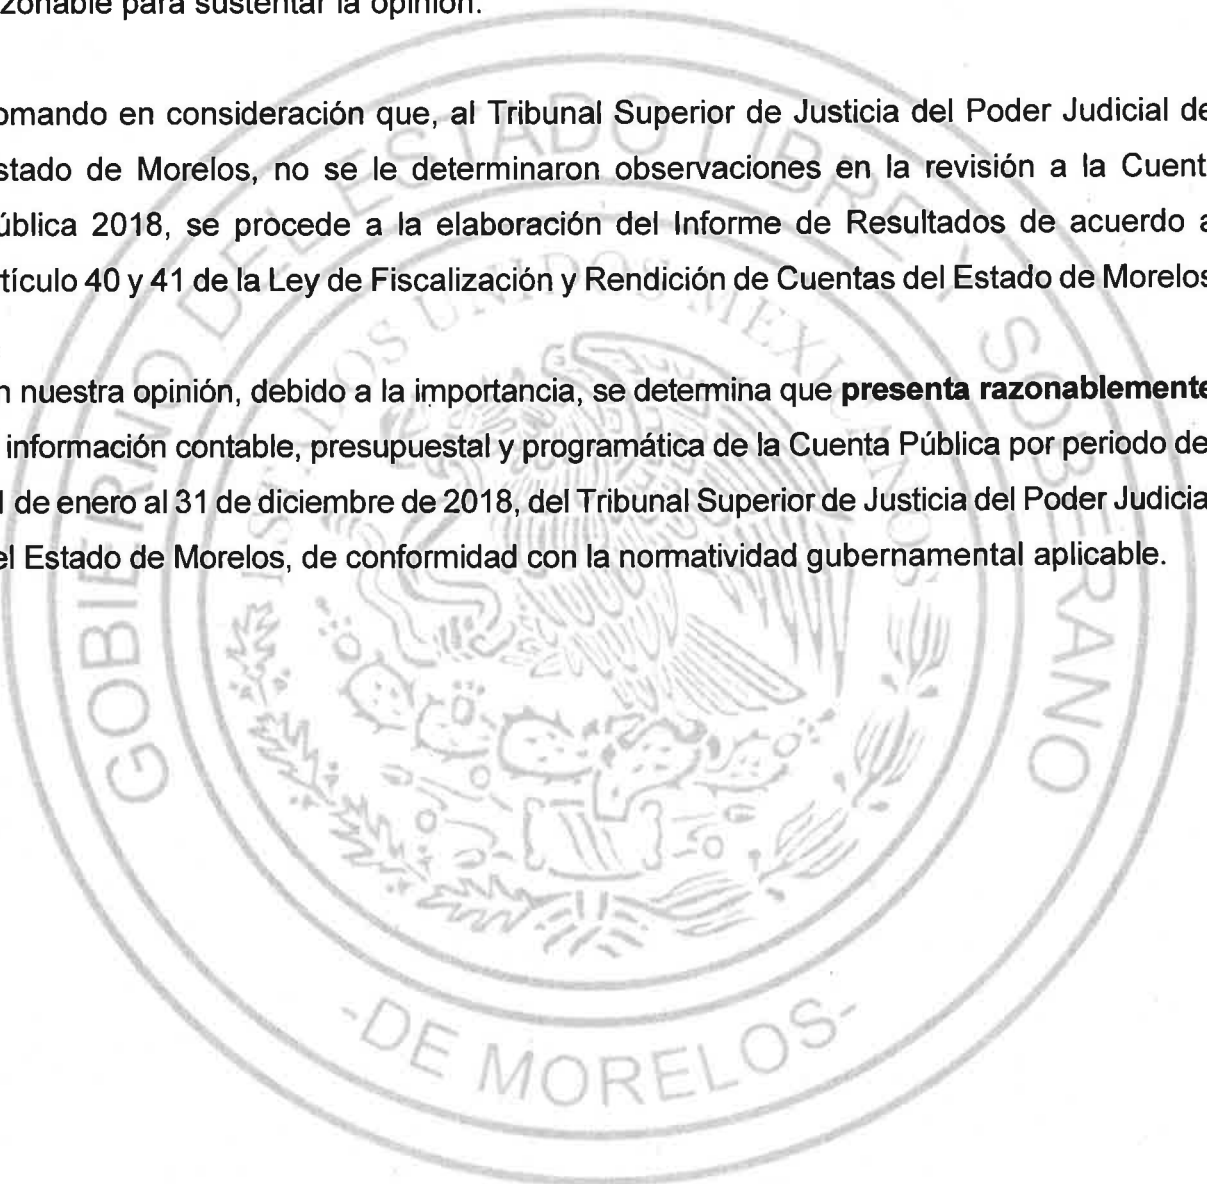 zonable para sustentar la opinión.
omando en consideración que, al Tribunal Superior de Justicia del Poder Judicial de
stado de Morelos, no se le determinaron observaciones en la revisión a la Cuent
ública 2018, se procede a la elaboración del Informe de Resultados de acuerdo a
tículo 40 y 41 de la Ley de Fiscalización y Rendición de Cuentas del Estado de Morelos
n nuestra opinión, debido a la importancia, se determina que presenta razonablemente
información contable, presupuestal y programática de la Cuenta Pública por periodo de
1 de enero al 31 de diciembre de 2018, del Tribunal Superior de Justicia del Poder Judicia
el Estado de Morelos, de conformidad con la normatividad gubernamental aplicable.
GOBIERNO DEL ESTADO LIBRE Y SOBERANO
-DE MORELOS-
ESTADOS UNIDOS MEXICANOS